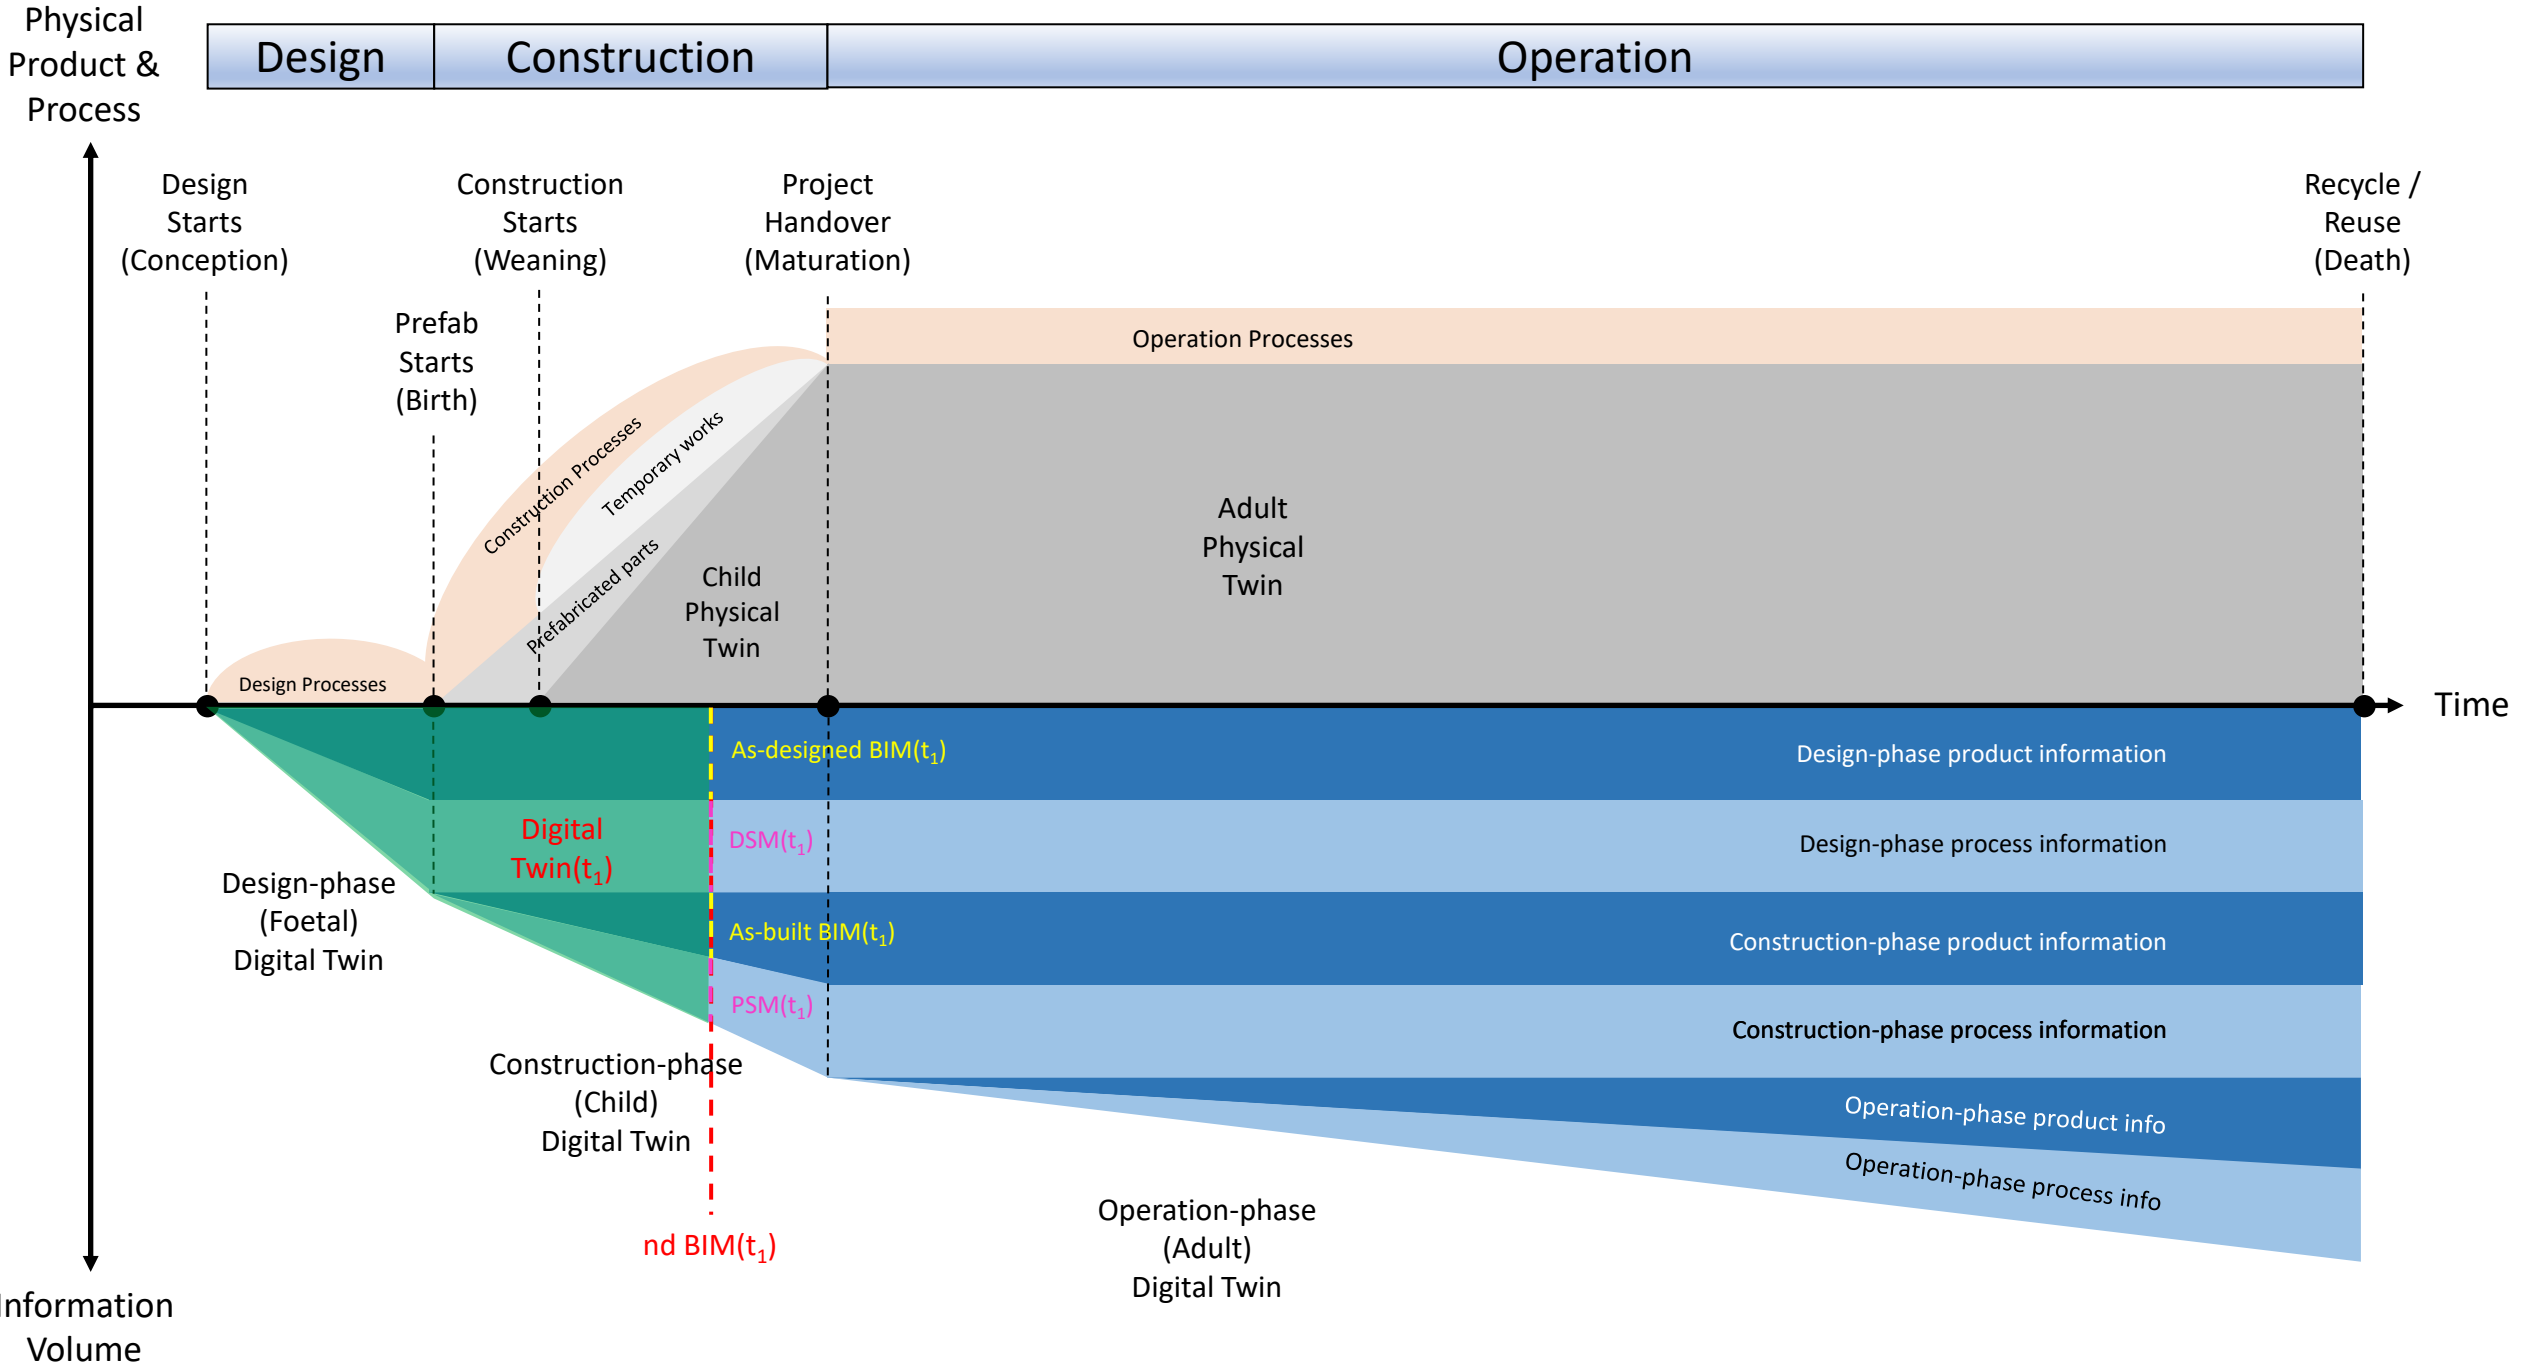 Physical
Product &
Process
Design
Construction
Operation
Design
Starts
(Conception)
Construction
Starts
(Weaning)
Project
Handover
(Maturation)
Recycle /
Reuse
(Death)
Prefab
Starts
(Birth)
Operation Processes
Construction Processes
Temporary works
Prefabricated parts
Child
Physical
Twin
Adult
Physical
Twin
Design Processes
Time
As-designed BIM(t1)
Design-phase product information
Digital
Twin(t1)
DSM(t1)
Design-phase process information
Design-phase
(Foetal)
Digital Twin
As-built BIM(t1)
Construction-phase product information
PSM(t1)
Construction-phase process information
Construction-phase
(Child)
Digital Twin
Operation-phase product info
Operation-phase process info
nd BIM(t1)
Operation-phase
(Adult)
Digital Twin
Information
Volume